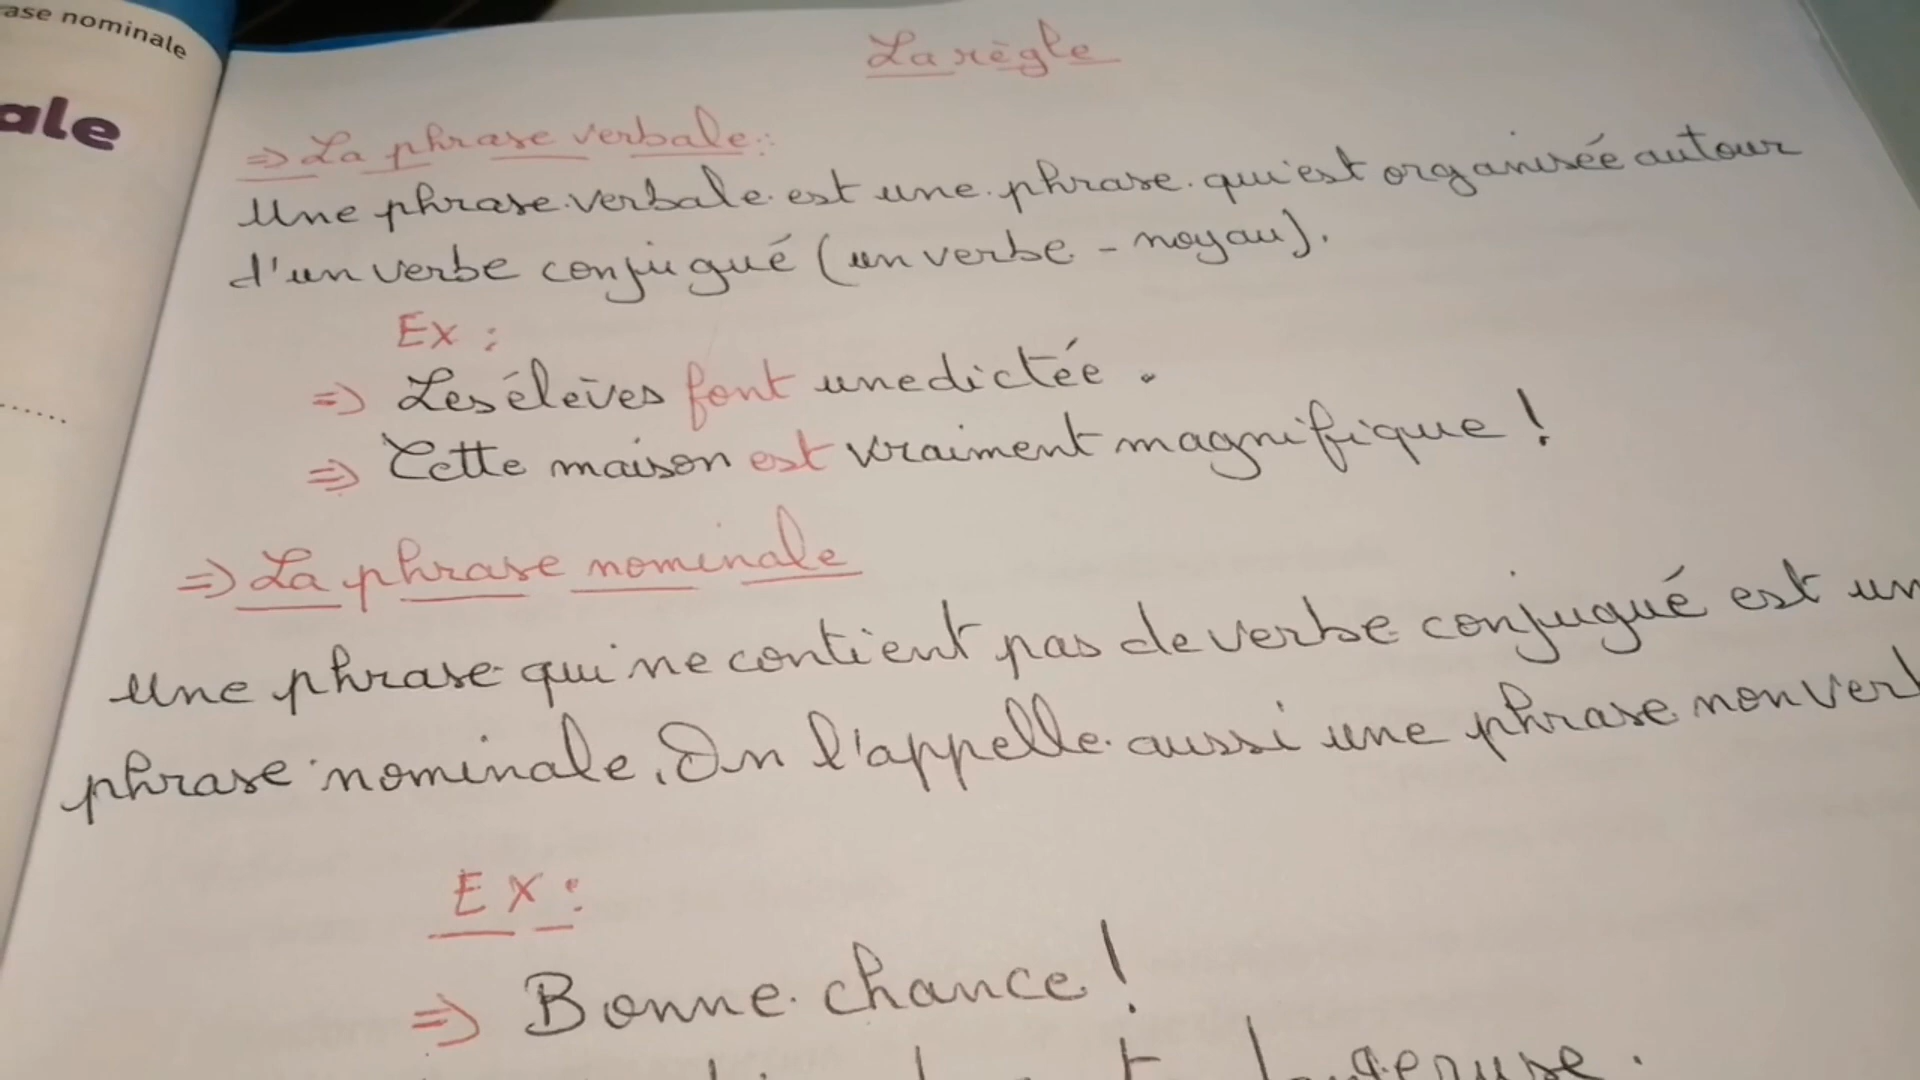 ase nominale
ale
La règle
=> La phrase verbale :
Une phrase verbale est une phrase qui est organisée autour
d'un verbe conjugué (un verbe - noyau).
Ex :
=> Les élèves font une dictée.
=> Cette maison est vraiment magnifique !
=> La phrase nominale
Une phrase qui ne contient pas de verbe conjugué est un
phrase nominale. On l'appelle aussi une phrase non verb
Ex :
=> Bonne chance !